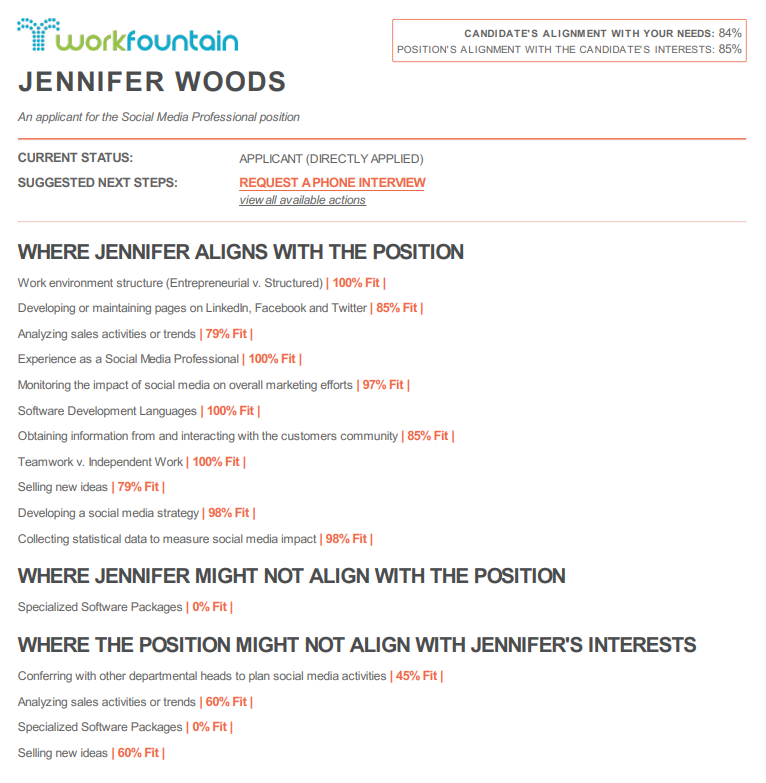 workfountain
CANDIDATE'S ALIGNMENT WITH YOUR NEEDS: 84%
POSITION'S ALIGNMENT WITH THE CANDIDATE'S INTERESTS: 85%
JENNIFER WOODS
An applicant for the Social Media Professional position
CURRENT STATUS: APPLICANT (DIRECTLY APPLIED)
SUGGESTED NEXT STEPS: REQUEST A PHONE INTERVIEW
view all available actions
WHERE JENNIFER ALIGNS WITH THE POSITION
Work environment structure (Entrepreneurial v. Structured) | 100% Fit |
Developing or maintaining pages on LinkedIn, Facebook and Twitter | 85% Fit |
Analyzing sales activities or trends | 79% Fit |
Experience as a Social Media Professional | 100% Fit |
Monitoring the impact of social media on overall marketing efforts | 97% Fit |
Software Development Languages | 100% Fit |
Obtaining information from and interacting with the customers community | 85% Fit |
Teamwork v. Independent Work | 100% Fit |
Selling new ideas | 79% Fit |
Developing a social media strategy | 98% Fit |
Collecting statistical data to measure social media impact | 98% Fit |
WHERE JENNIFER MIGHT NOT ALIGN WITH THE POSITION
Specialized Software Packages | 0% Fit |
WHERE THE POSITION MIGHT NOT ALIGN WITH JENNIFER'S INTERESTS
Conferring with other departmental heads to plan social media activities | 45% Fit |
Analyzing sales activities or trends | 60% Fit |
Specialized Software Packages | 0% Fit |
Selling new ideas | 60% Fit |